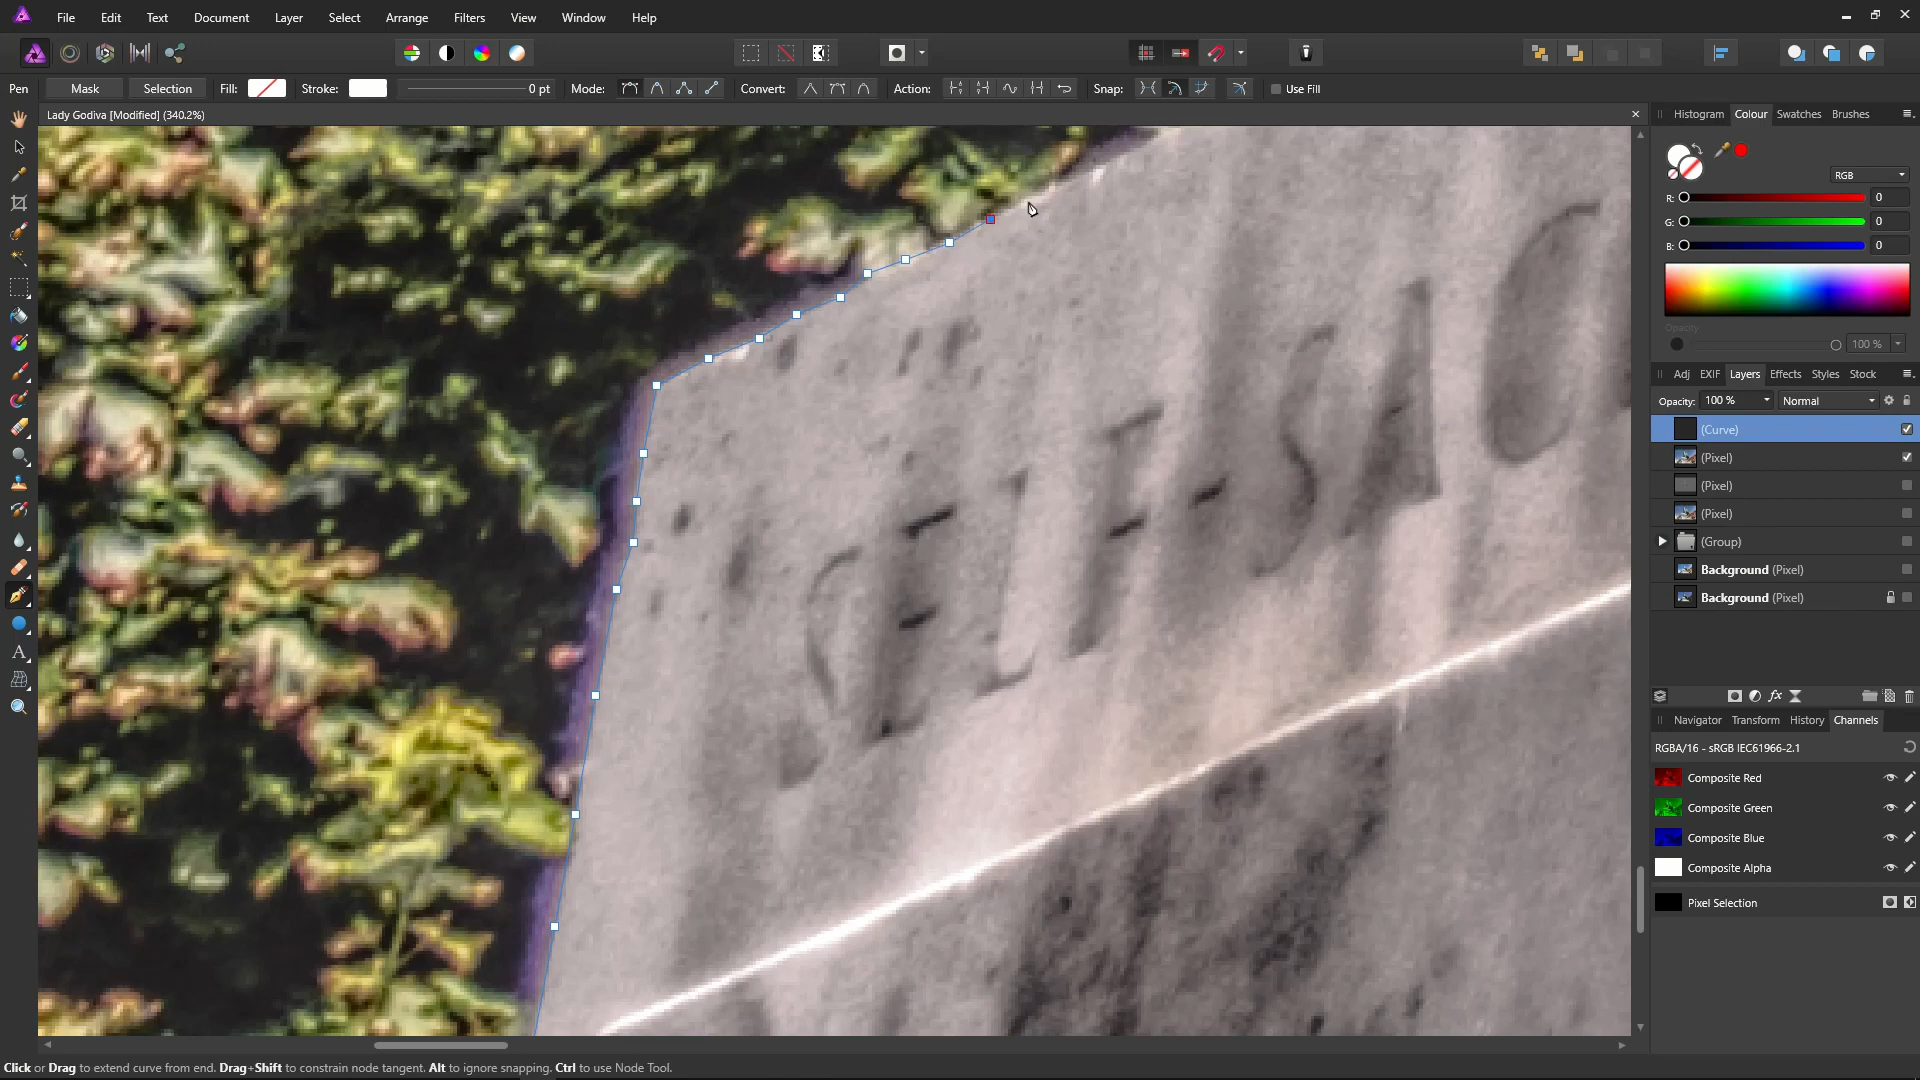 File Edit Text Document Layer Select Arrange Filters View Window Help
Pen Mask Selection Fill: Stroke: 0 pt Mode: Convert: Action: Snap: Use Fill
Lady Godiva [Modified] (340.2%)
Histogram Colour Swatches Brushes
RGB
R: 0
G: 0
B: 0
Opacity
100 %
Adj EXIF Layers Effects Styles Stock
Opacity: 100 % Normal
(Curve)
(Pixel)
(Pixel)
(Pixel)
(Group)
Background (Pixel)
Background (Pixel)
Navigator Transform History Channels
RGBA/16 - sRGB IEC61966-2.1
Composite Red
Composite Green
Composite Blue
Composite Alpha
Pixel Selection
Click or Drag to extend curve from end. Drag+Shift to constrain node tangent. Alt to ignore snapping. Ctrl to use Node Tool.